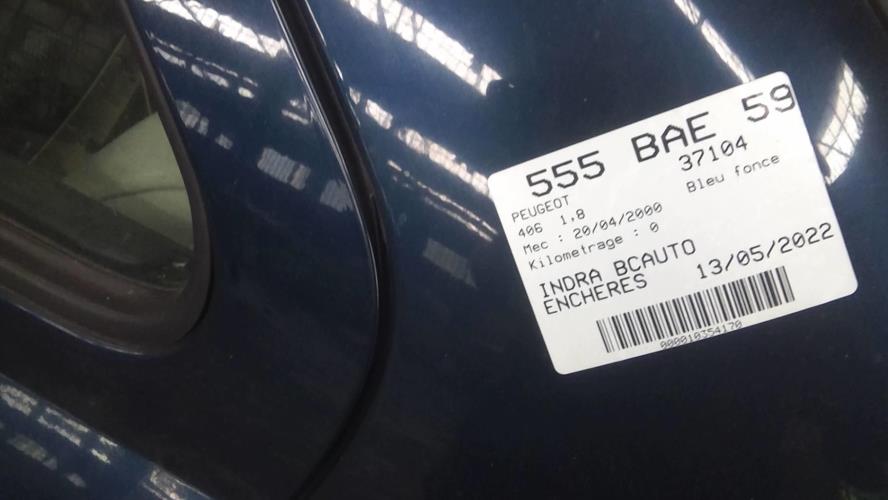 555 BAE 59
37104
PEUGEOT
406 1,8
Bleu fonce
Mec : 20/04/2000
Kilometrage : 0
INDRA BCAUTO
ENCHERES
13/05/2022
000010354170